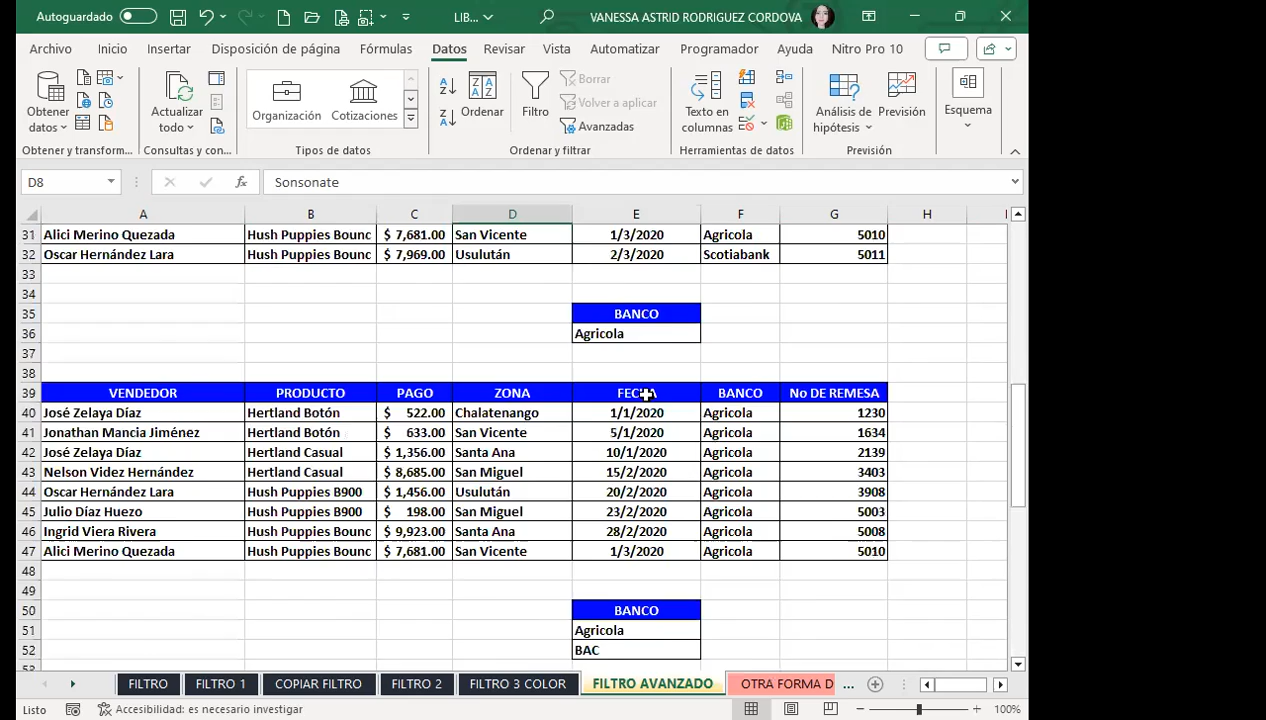 Autoguardado
LIB...
VANESSA ASTRID RODRIGUEZ CORDOVA
Archivo Inicio Insertar Disposición de página Fórmulas Datos Revisar Vista Automatizar Programador Ayuda Nitro Pro 10
Obtener datos
Actualizar todo
Organización Cotizaciones
Ordenar
Filtro
Borrar
Volver a aplicar
Avanzadas
Texto en columnas
Análisis de hipótesis
Previsión
Esquema
Obtener y transform... Consultas y con... Tipos de datos Ordenar y filtrar Herramientas de datos Previsión
D8 fx Sonsonate
A B C D E F G H I
31 Alici Merino Quezada Hush Puppies Bounc $ 7,681.00 San Vicente 1/3/2020 Agricola 5010
32 Oscar Hernández Lara Hush Puppies Bounc $ 7,969.00 Usulután 2/3/2020 Scotiabank 5011
33
34
35 BANCO
36 Agricola
37
38
39 VENDEDOR PRODUCTO PAGO ZONA FECHA BANCO No DE REMESA
40 José Zelaya Díaz Hertland Botón $ 522.00 Chalatenango 1/1/2020 Agricola 1230
41 Jonathan Mancia Jiménez Hertland Botón $ 633.00 San Vicente 5/1/2020 Agricola 1634
42 José Zelaya Díaz Hertland Casual $ 1,356.00 Santa Ana 10/1/2020 Agricola 2139
43 Nelson Videz Hernández Hertland Casual $ 8,685.00 San Miguel 15/2/2020 Agricola 3403
44 Oscar Hernández Lara Hush Puppies B900 $ 1,456.00 Usulután 20/2/2020 Agricola 3908
45 Julio Díaz Huezo Hush Puppies B900 $ 198.00 San Miguel 23/2/2020 Agricola 5003
46 Ingrid Viera Rivera Hush Puppies Bounc $ 9,923.00 Santa Ana 28/2/2020 Agricola 5008
47 Alici Merino Quezada Hush Puppies Bounc $ 7,681.00 San Vicente 1/3/2020 Agricola 5010
48
49
50 BANCO
51 Agricola
52 BAC
FILTRO FILTRO 1 COPIAR FILTRO FILTRO 2 FILTRO 3 COLOR FILTRO AVANZADO OTRA FORMA D ...
Listo Accesibilidad: es necesario investigar 100%